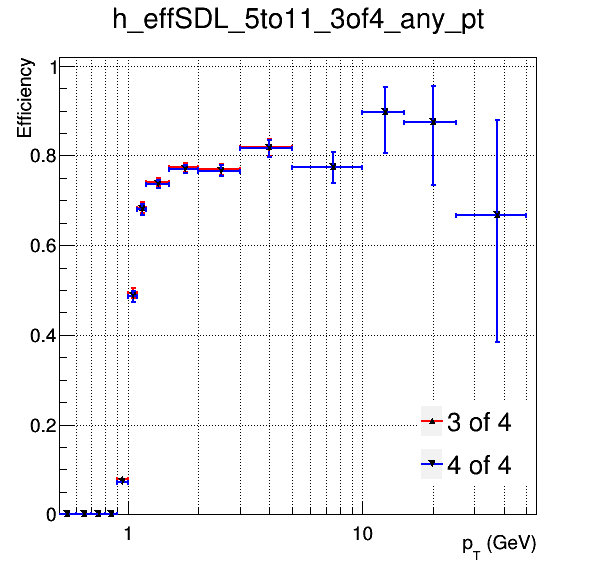 h_effSDL_5to11_3of4_any_pt
Efficiency
1
0.8
0.6
0.4
0.2
0
3 of 4
4 of 4
1
10
p_T (GeV)